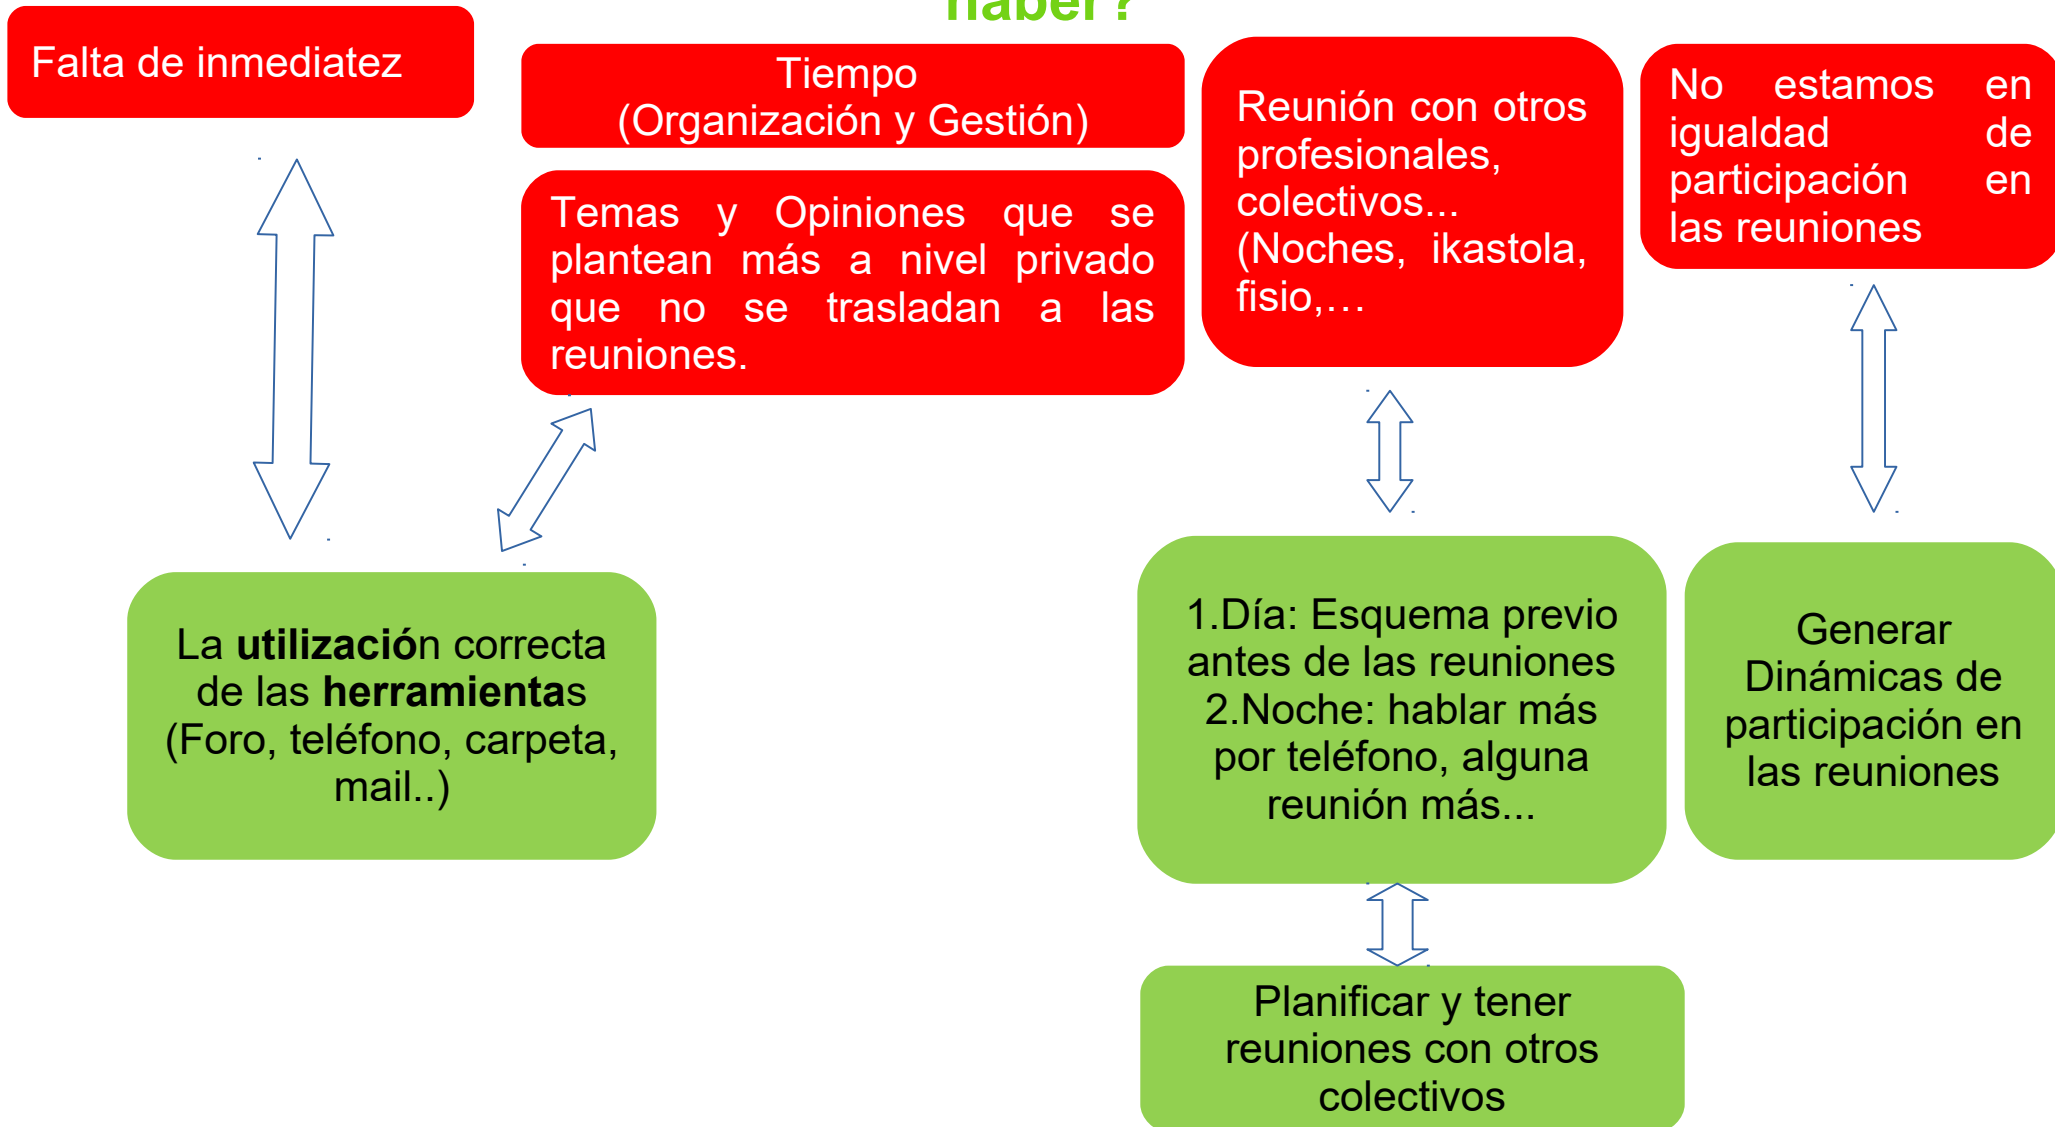 haber?
Falta de inmediatez
Tiempo
(Organización y Gestión)
Temas y Opiniones que se
plantean más a nivel privado
que no se trasladan a las
reuniones.
Reunión con otros
profesionales,
colectivos...
(Noches, ikastola,
fisio,…
No estamos en
igualdad de
participación en
las reuniones
La utilización correcta
de las herramientas
(Foro, teléfono, carpeta,
mail..)
1.Día: Esquema previo
antes de las reuniones
2.Noche: hablar más
por teléfono, alguna
reunión más...
Generar
Dinámicas de
participación en
las reuniones
Planificar y tener
reuniones con otros
colectivos